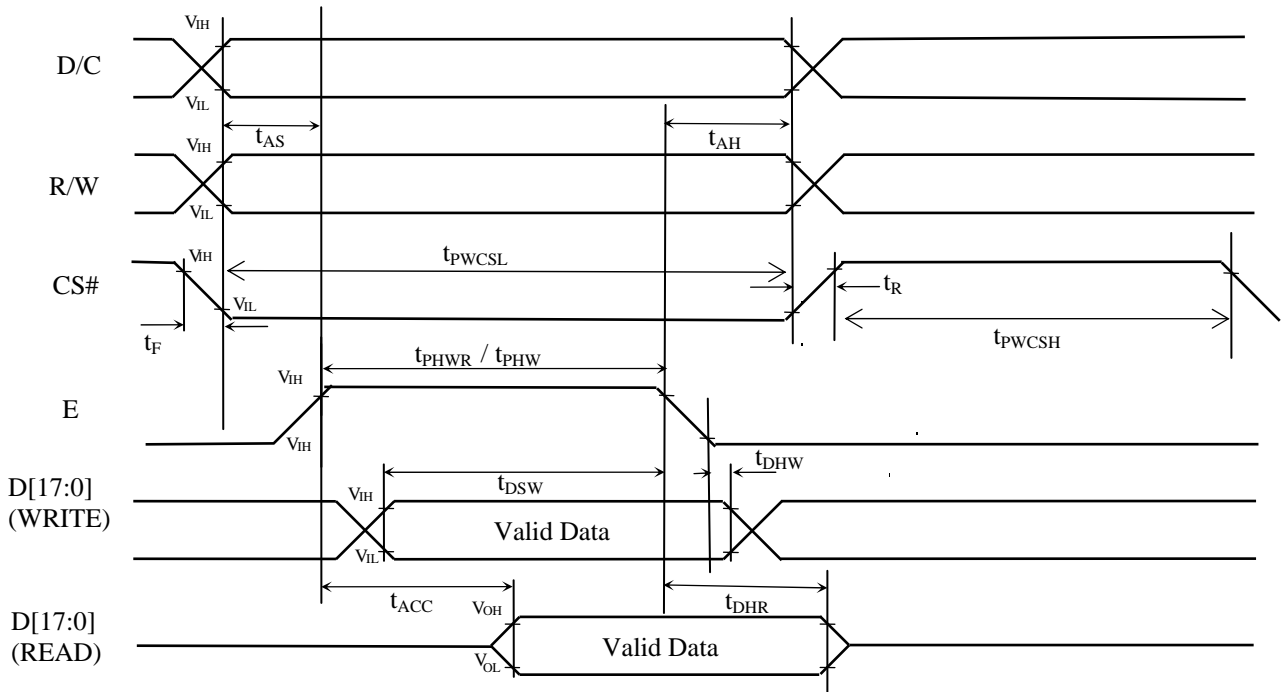 VIH
D/C
VIL
tAS
tAH
VIH
R/W
VIL
VIH
tPWCSL
CS#
VIL
tR
tF
tPWCSH
tPHWR / tPHW
VIH
E
VIH
tDHW
D[17:0]
(WRITE)
VIH
tDSW
Valid Data
VIL
tACC
tDHR
D[17:0]
(READ)
VOH
Valid Data
VOL